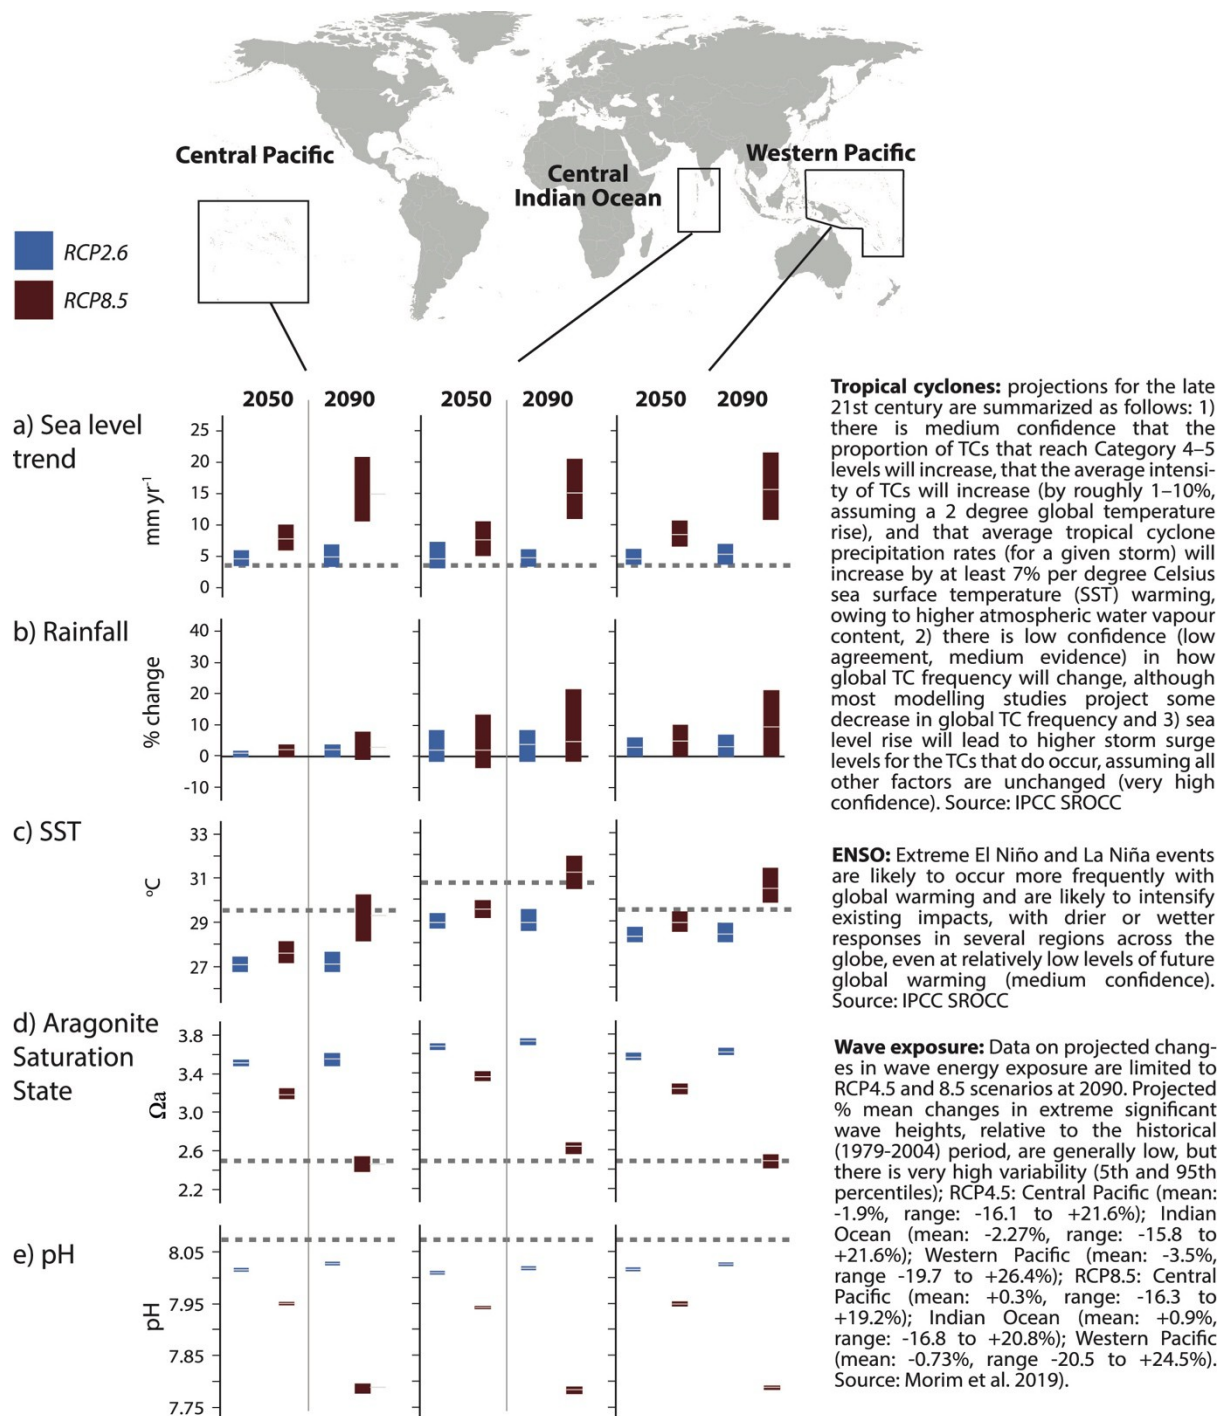 Central Pacific
Central
Indian Ocean
Western Pacific
RCP2.6
RCP8.5
2050 2090 2050 2090 2050 2090
a) Sea level
trend
mm yr⁻¹
25
20
15
10
5
0
b) Rainfall
% change
40
30
20
10
0
-10
c) SST
ºC
33
31
29
27
d) Aragonite
Saturation
State
Ωa
3.8
3.4
3.0
2.6
2.2
e) pH
pH
8.05
7.95
7.85
7.75
Tropical cyclones: projections for the late
21st century are summarized as follows: 1)
there is medium confidence that the
proportion of TCs that reach Category 4–5
levels will increase, that the average intensi-
ty of TCs will increase (by roughly 1–10%,
assuming a 2 degree global temperature
rise), and that average tropical cyclone
precipitation rates (for a given storm) will
increase by at least 7% per degree Celsius
sea surface temperature (SST) warming,
owing to higher atmospheric water vapour
content, 2) there is low confidence (low
agreement, medium evidence) in how
global TC frequency will change, although
most modelling studies project some
decrease in global TC frequency and 3) sea
level rise will lead to higher storm surge
levels for the TCs that do occur, assuming all
other factors are unchanged (very high
confidence). Source: IPCC SROCC
ENSO: Extreme El Niño and La Niña events
are likely to occur more frequently with
global warming and are likely to intensify
existing impacts, with drier or wetter
responses in several regions across the
globe, even at relatively low levels of future
global warming (medium confidence).
Source: IPCC SROCC
Wave exposure: Data on projected chang-
es in wave energy exposure are limited to
RCP4.5 and 8.5 scenarios at 2090. Projected
% mean changes in extreme significant
wave heights, relative to the historical
(1979-2004) period, are generally low, but
there is very high variability (5th and 95th
percentiles); RCP4.5: Central Pacific (mean:
-1.9%, range: -16.1 to +21.6%); Indian
Ocean (mean: -2.27%, range: -15.8 to
+21.6%); Western Pacific (mean: -3.5%,
range -19.7 to +26.4%); RCP8.5: Central
Pacific (mean: +0.3%, range: -16.3 to
+19.2%); Indian Ocean (mean: +0.9%,
range: -16.8 to +20.8%); Western Pacific
(mean: -0.73%, range -20.5 to +24.5%).
Source: Morim et al. 2019).